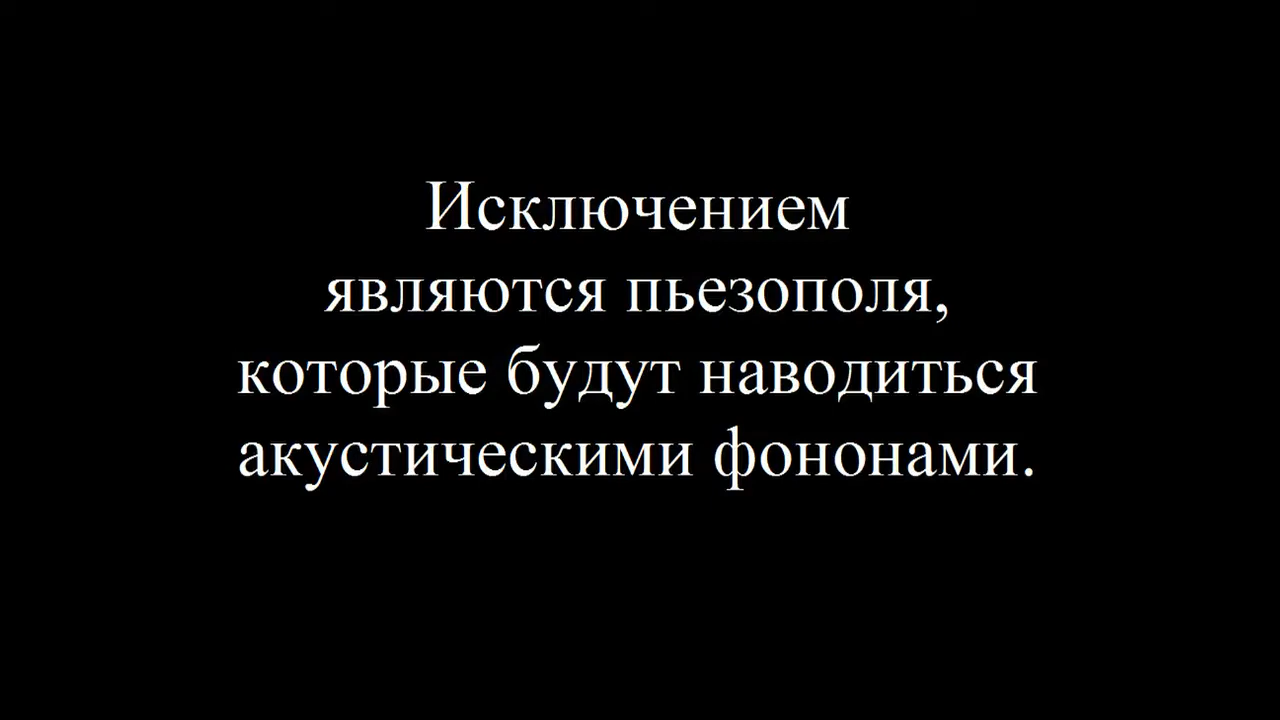 Исключением
являются пьезополя,
которые будут наводиться
акустическими фононами.